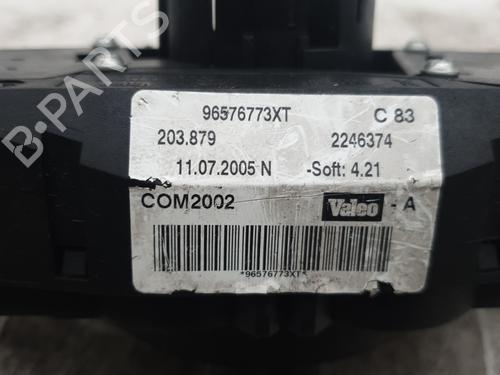 96576773XT C 83
203.879 2246374
11.07.2005 N -Soft: 4.21
COM2002 Valeo - A
*96576773XT*
B-Parts